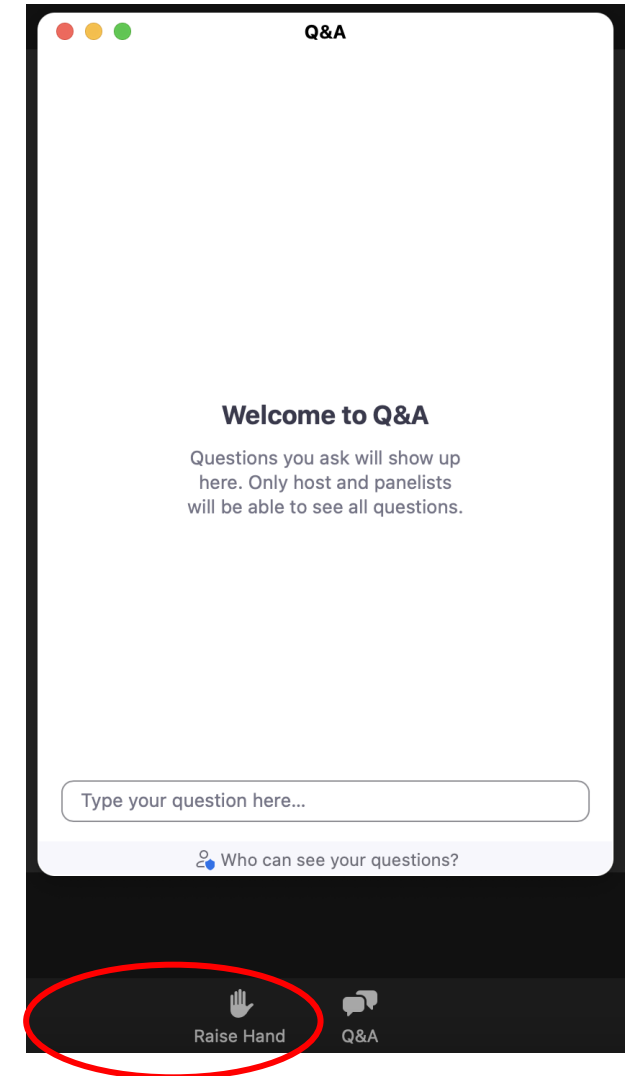 Q&A
Welcome to Q&A
Questions you ask will show up
here. Only host and panelists
will be able to see all questions.
Type your question here...
Who can see your questions?
Raise Hand
Q&A